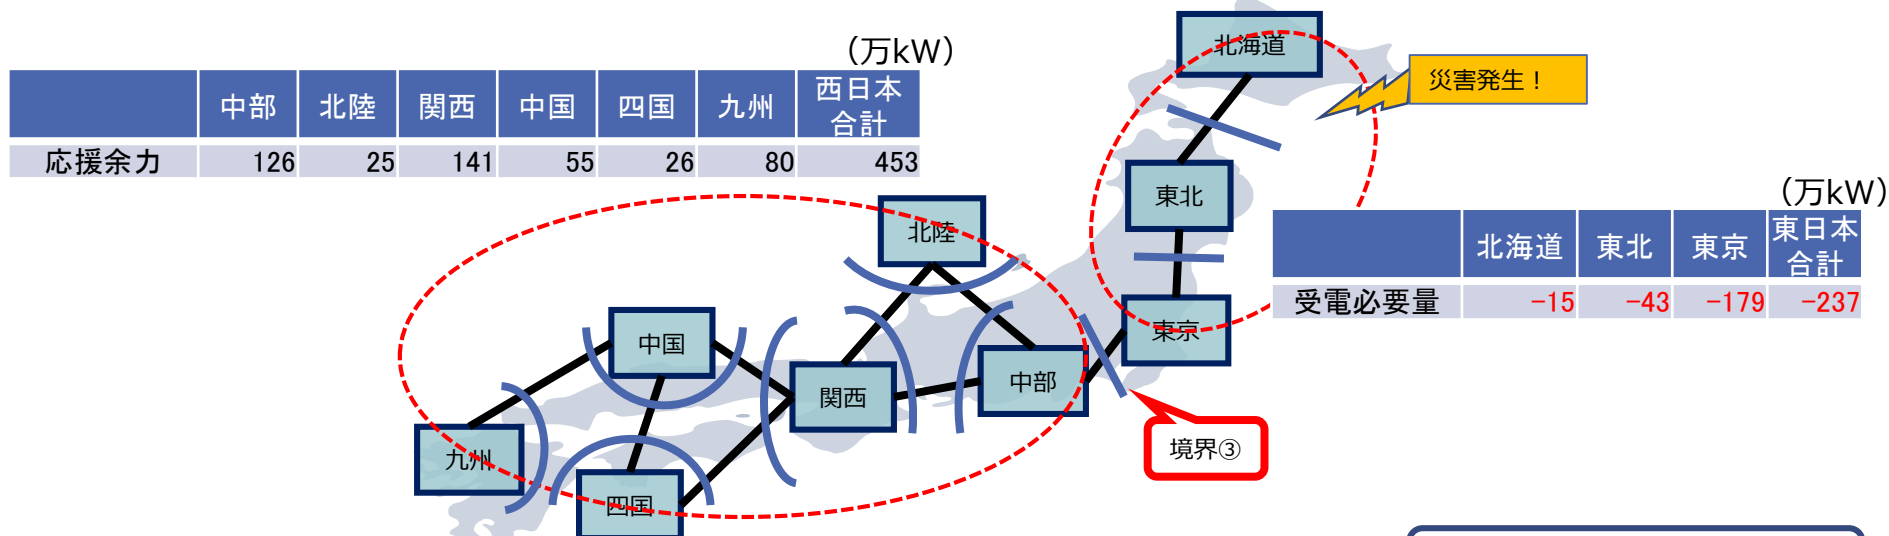 （万kW）
中部 北陸 関西 中国 四国 九州 西日本
合計
応援余力 126 25 141 55 26 80 453
北海道
災害発生！
東北
（万kW）
北海道 東北 東京 東日本
合計
受電必要量 −15 −43 −179 −237
北陸
東京
中国
関西
中部
九州
四国
境界③